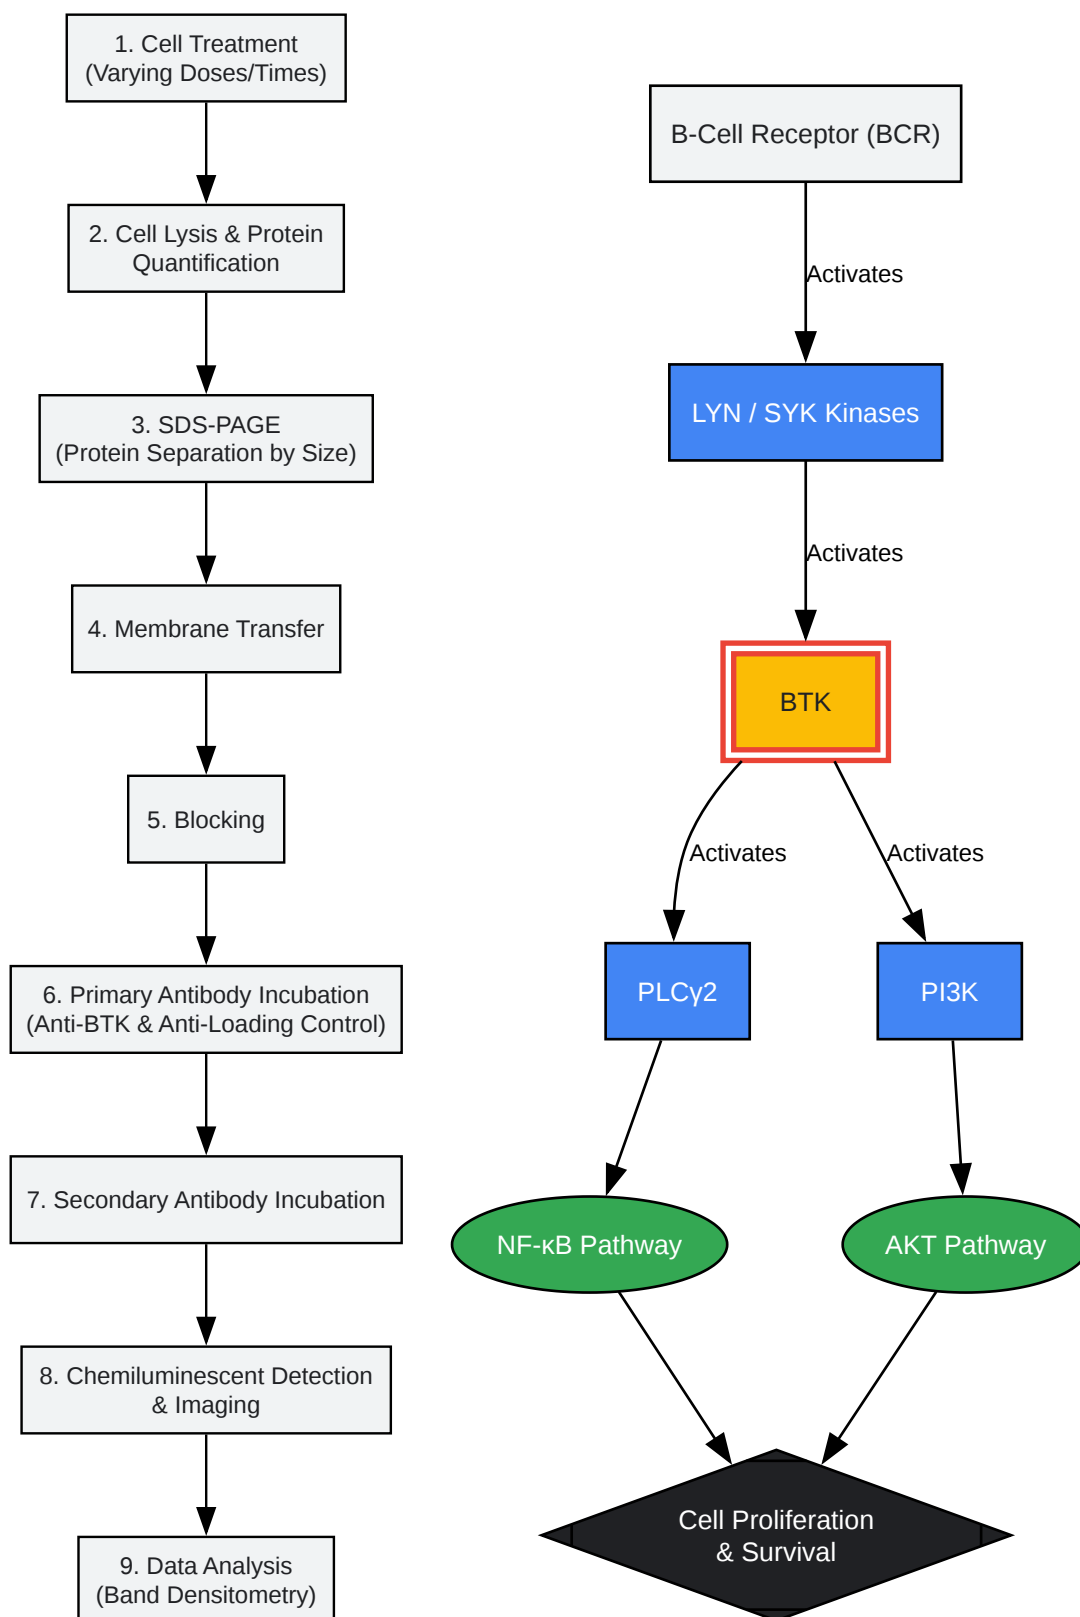 1. Cell Treatment
(Varying Doses/Times)
2. Cell Lysis & Protein
Quantification
3. SDS-PAGE
(Protein Separation by Size)
4. Membrane Transfer
5. Blocking
6. Primary Antibody Incubation
(Anti-BTK & Anti-Loading Control)
7. Secondary Antibody Incubation
8. Chemiluminescent Detection
& Imaging
9. Data Analysis
(Band Densitometry)
B-Cell Receptor (BCR)
Activates
LYN / SYK Kinases
Activates
BTK
Activates
Activates
PLCγ2
PI3K
NF-κB Pathway
AKT Pathway
Cell Proliferation
& Survival